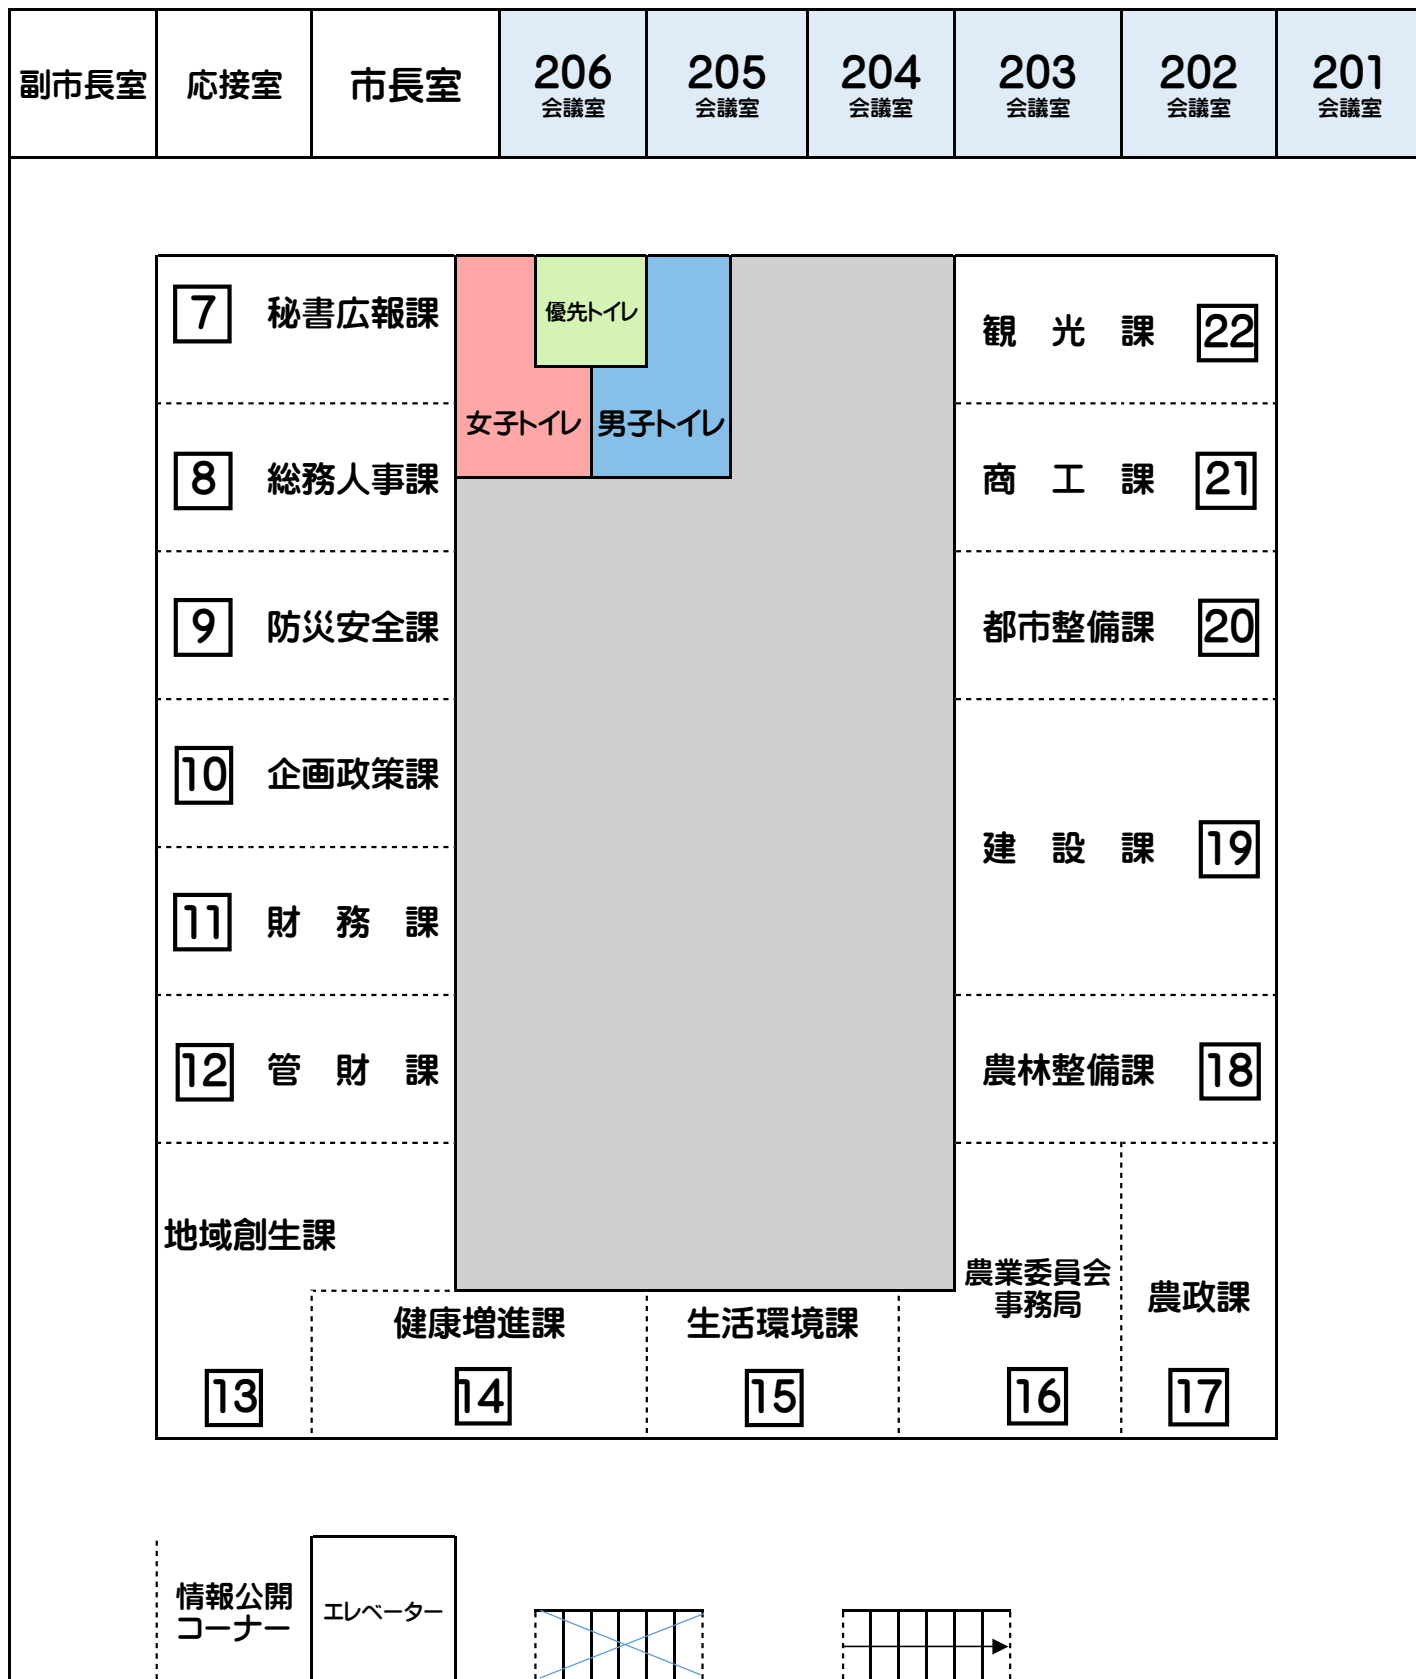 副市長室
応接室
市長室
206
会議室
205
会議室
204
会議室
203
会議室
202
会議室
201
会議室
7 秘書広報課
優先トイレ
女子トイレ
男子トイレ
観　光　課 22
8 総務人事課
商　工　課 21
9 防災安全課
都市整備課 20
10 企画政策課
建　設　課 19
11 財　務　課
12 管　財　課
農林整備課 18
地域創生課
13
健康増進課
14
生活環境課
15
農業委員会
事務局
16
農政課
17
情報公開
コーナー
エレベーター